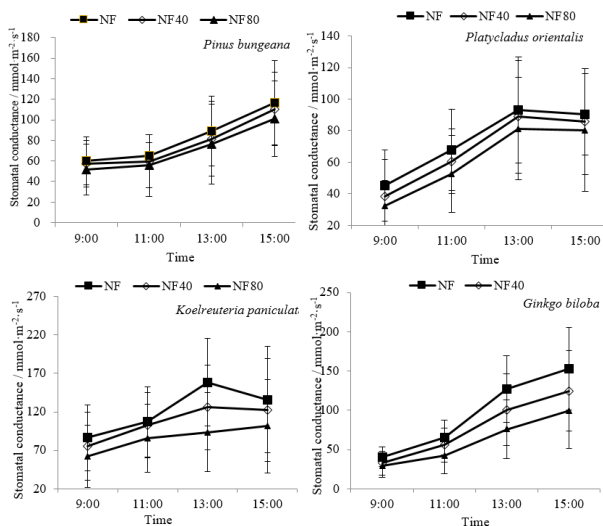 NF NF40 NF80
Pinus bungeana
Stomatal conductance / mmol·m⁻²·s⁻¹
180
160
140
120
100
80
60
40
20
0
9:00 11:00 13:00 15:00
Time
NF NF40 NF80
Platycladus orientalis
Stomatal conductance / mmol·m⁻²·s⁻¹
140
120
100
80
60
40
20
9:00 11:00 13:00 15:00
Time
NF NF40 NF80
Koelreuteria paniculat
Stomatal conductance / mmol·m⁻²·s⁻¹
270
220
170
120
70
20
9:00 11:00 13:00 15:00
Time
NF NF40
Ginkgo biloba
Stomatal conductance / mmol·m⁻²·s⁻¹
250
200
150
100
50
0
9:00 11:00 13:00 15:00
Time